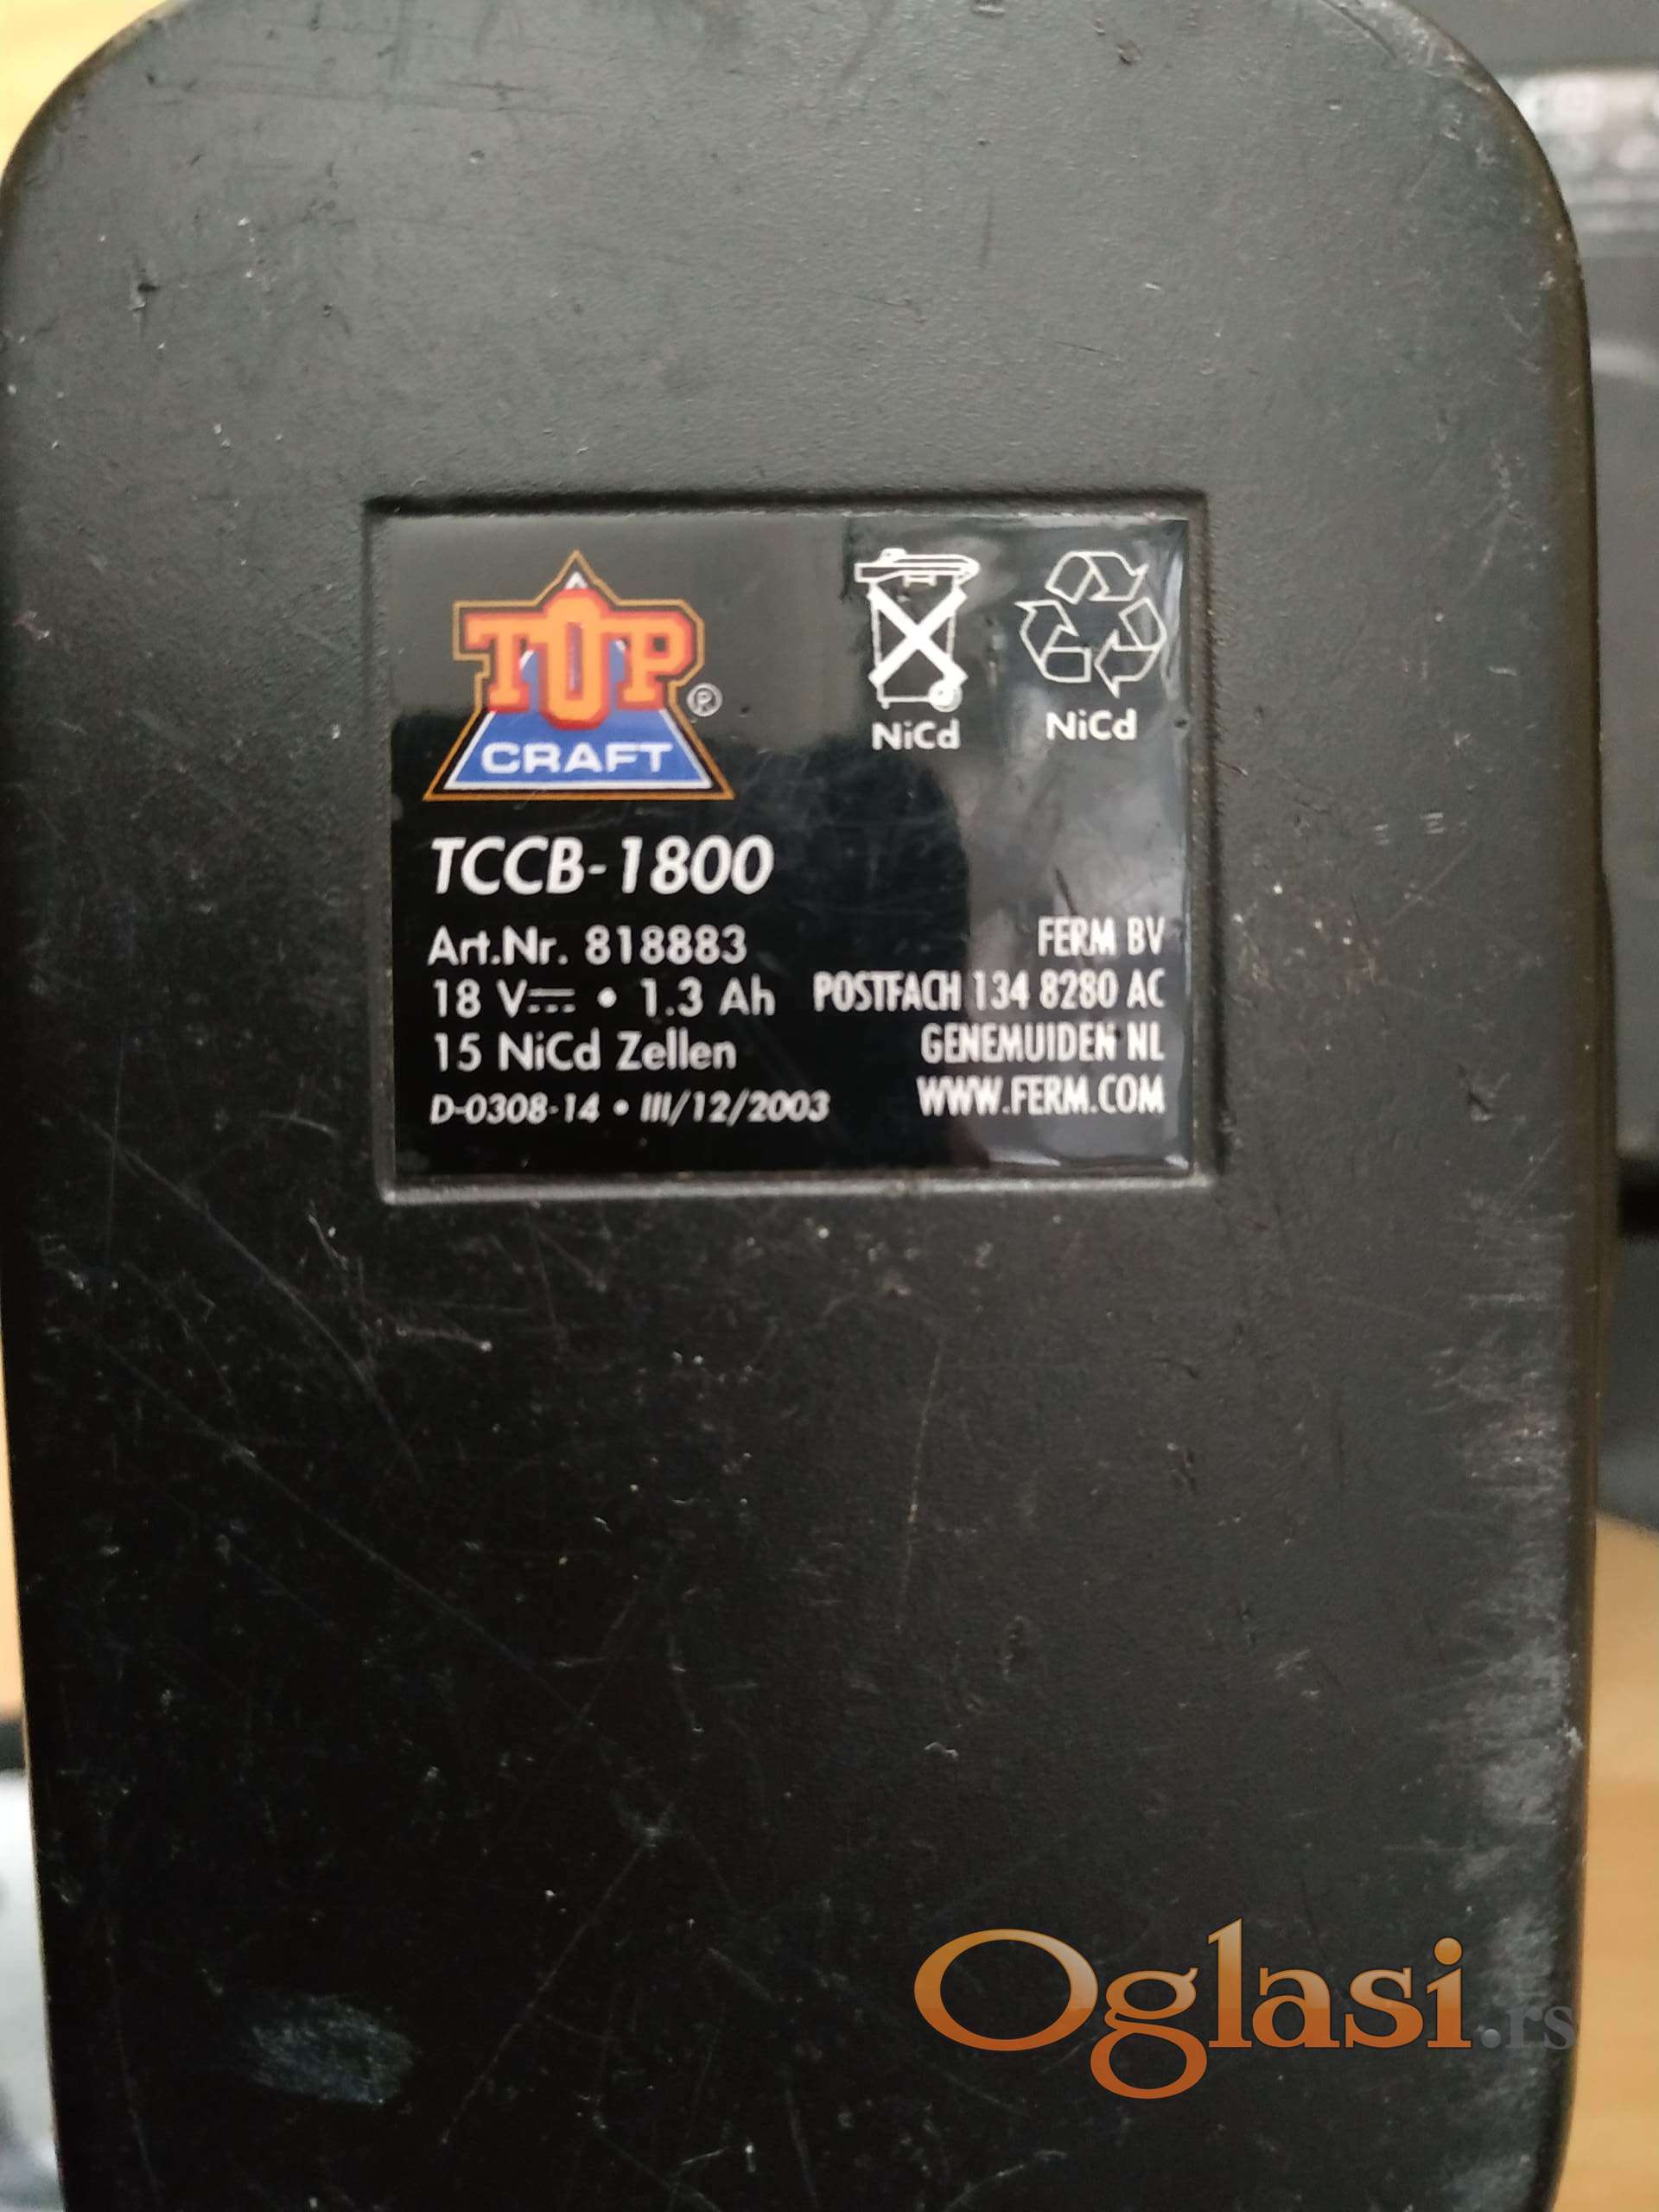 TOP
CRAFT
®
NiCd
NiCd
TCCB-1800
Art.Nr. 818883
18 V⎓ • 1.3 Ah
15 NiCd Zellen
D-0308-14 • III/12/2003
FERM BV
POSTFACH 134 8280 AC
GENEMUIDEN NL
WWW.FERM.COM
Oglasi.rs